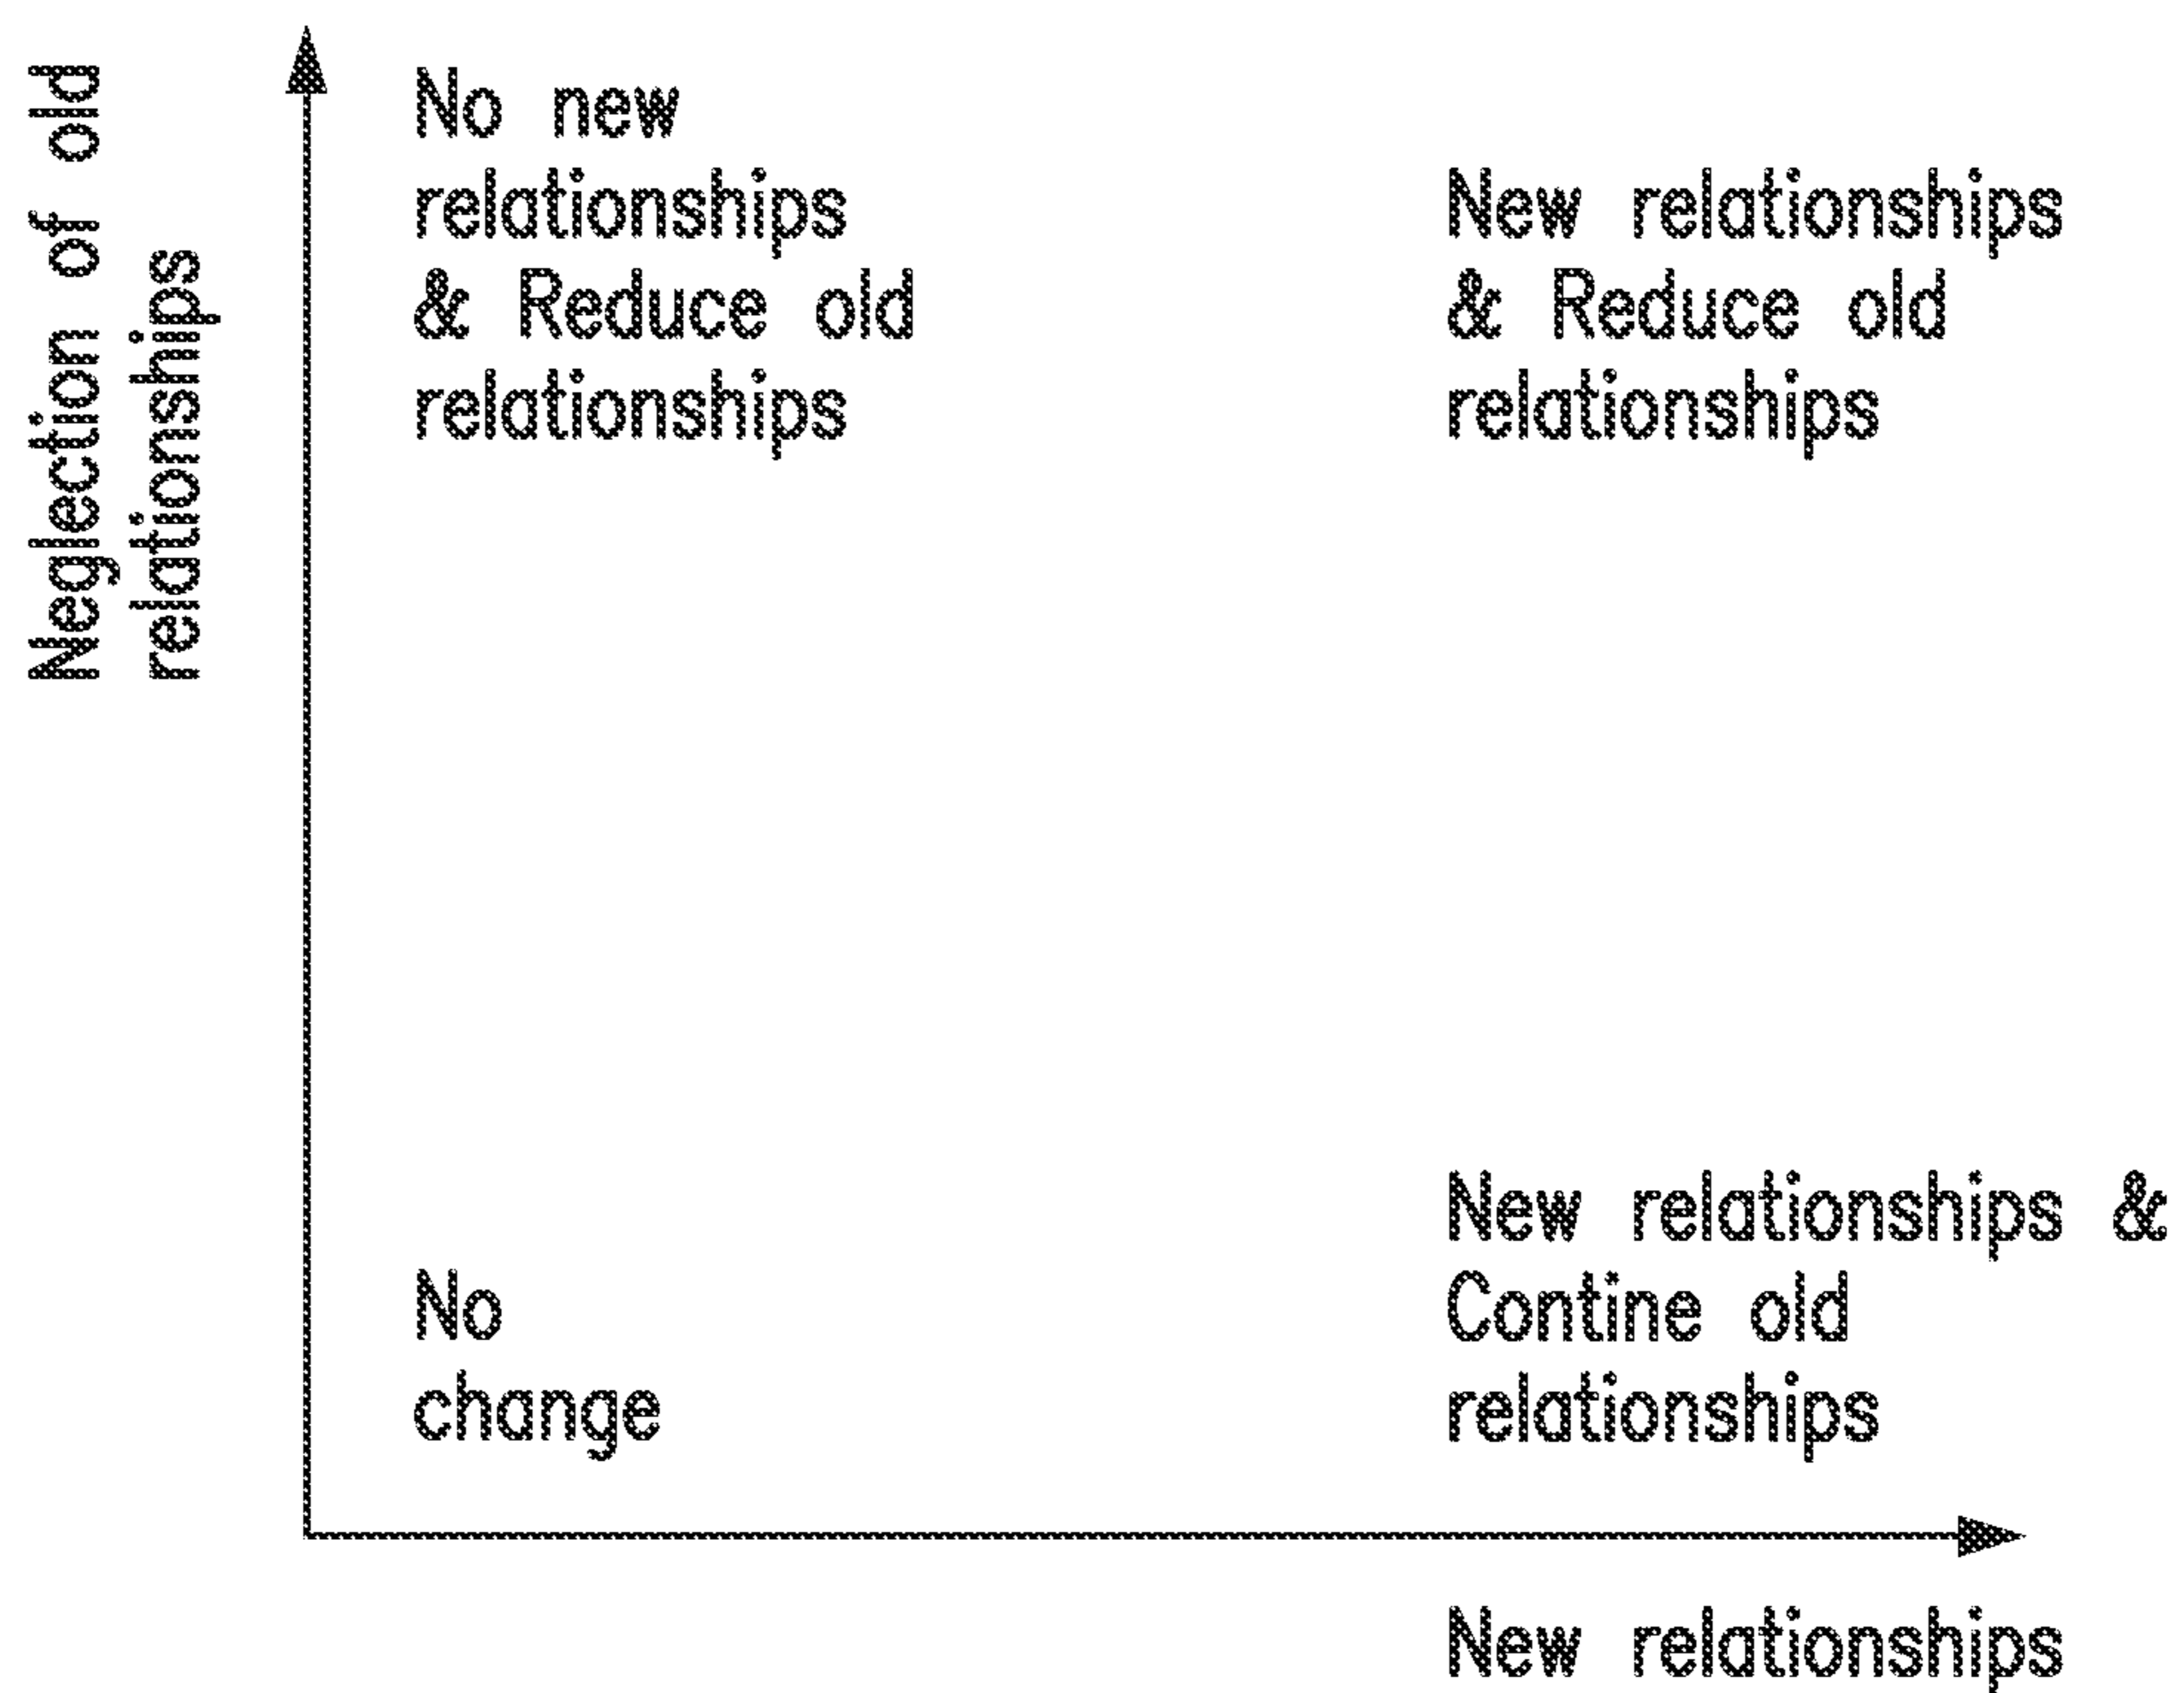 Neglection of old
relationships
No new
relationships
& Reduce old
relationships
New relationships
& Reduce old
relationships
No
change
New relationships &
Contine old
relationships
New relationships